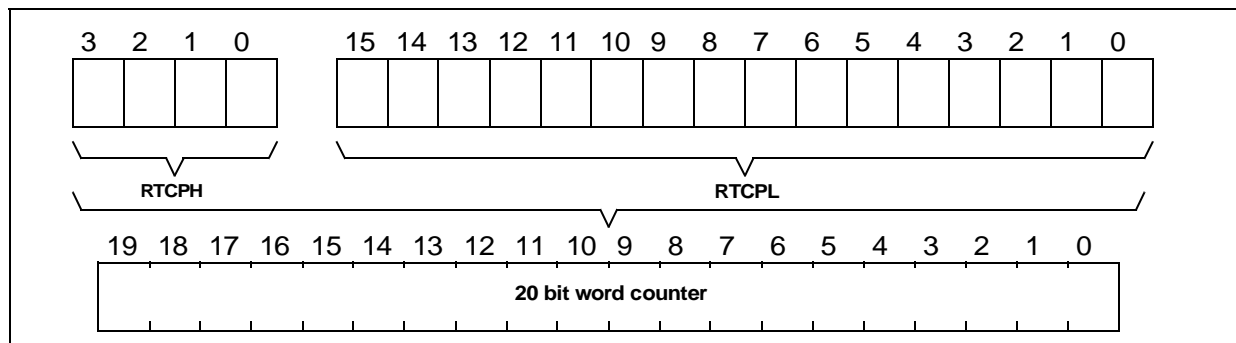 3 2 1 0 15 14 13 12 11 10 9 8 7 6 5 4 3 2 1 0
RTCPH RTCPL
19 18 17 16 15 14 13 12 11 10 9 8 7 6 5 4 3 2 1 0
20 bit word counter